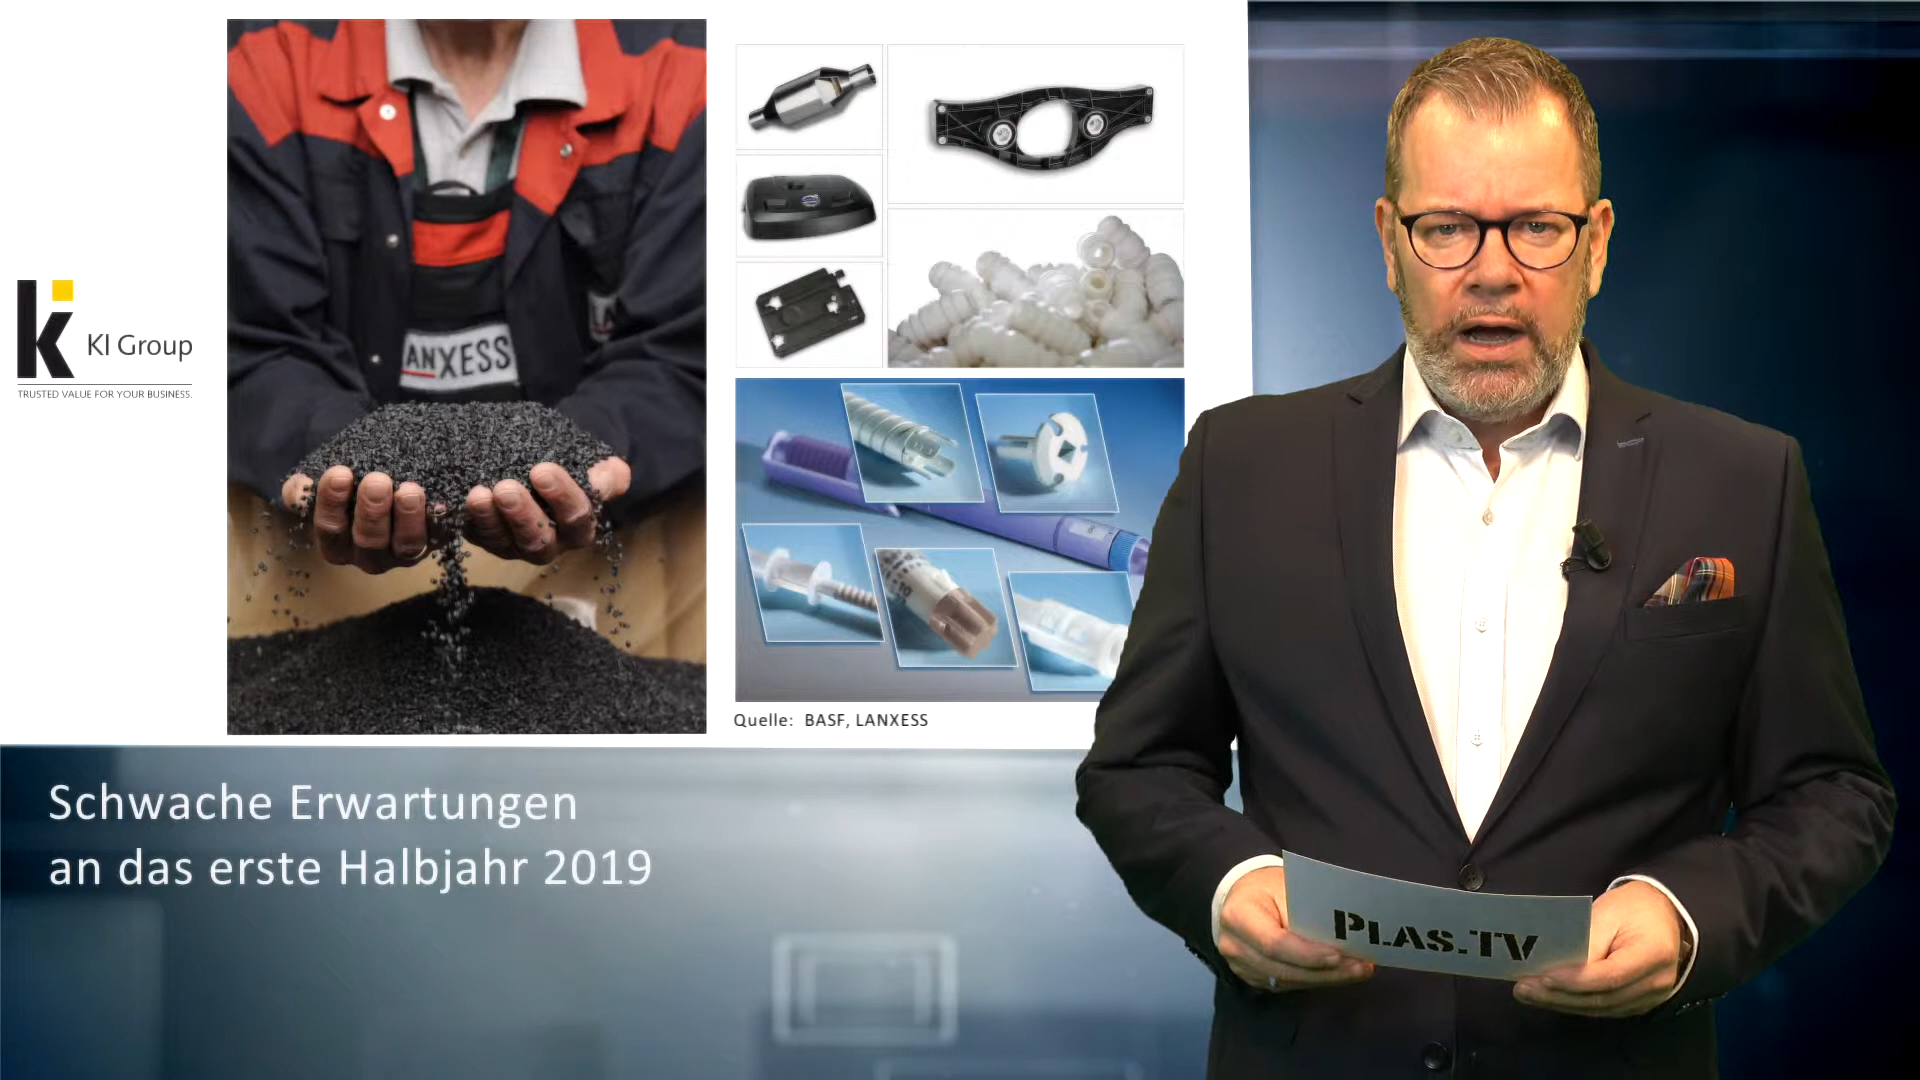 KI Group
TRUSTED VALUE FOR YOUR BUSINESS.
LANXESS
Quelle: BASF, LANXESS
Schwache Erwartungen
an das erste Halbjahr 2019
PLAS.TV